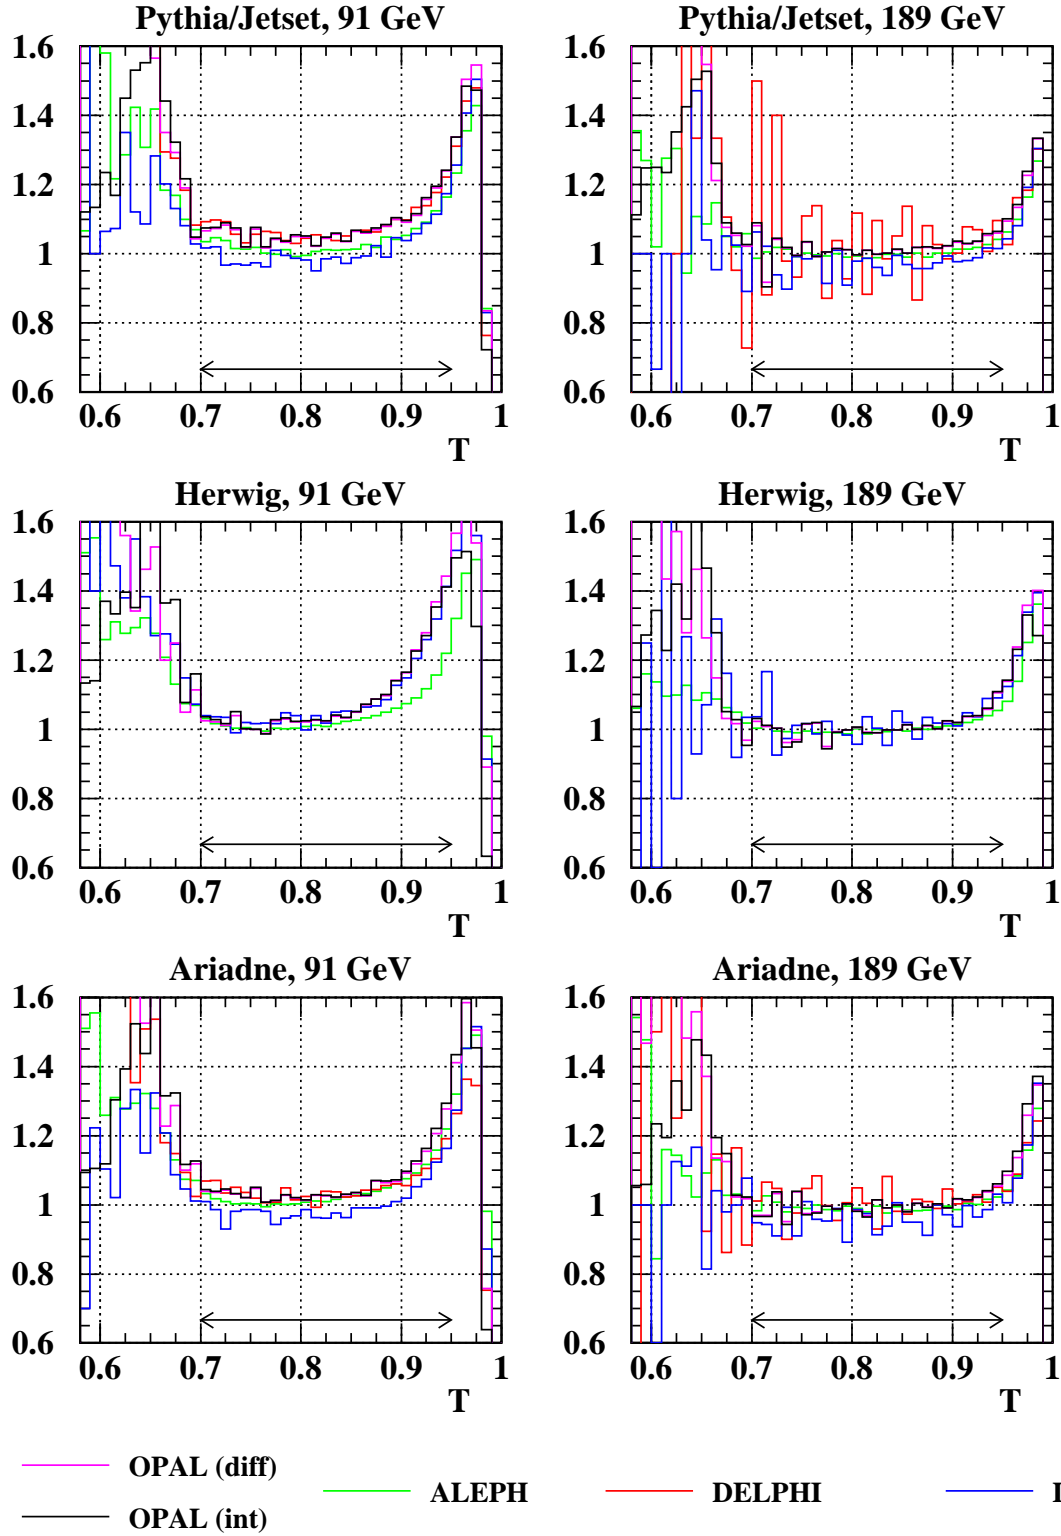 Pythia/Jetset, 91 GeV
Pythia/Jetset, 189 GeV
1.6
1.4
1.2
1
0.8
0.6
0.6 0.7 0.8 0.9 1
T
1.6
1.4
1.2
1
0.8
0.6
0.6 0.7 0.8 0.9 1
T
Herwig, 91 GeV
Herwig, 189 GeV
1.6
1.4
1.2
1
0.8
0.6
0.6 0.7 0.8 0.9 1
T
1.6
1.4
1.2
1
0.8
0.6
0.6 0.7 0.8 0.9 1
T
Ariadne, 91 GeV
Ariadne, 189 GeV
1.6
1.4
1.2
1
0.8
0.6
0.6 0.7 0.8 0.9 1
T
1.6
1.4
1.2
1
0.8
0.6
0.6 0.7 0.8 0.9 1
T
OPAL (diff)
OPAL (int)
ALEPH
DELPHI